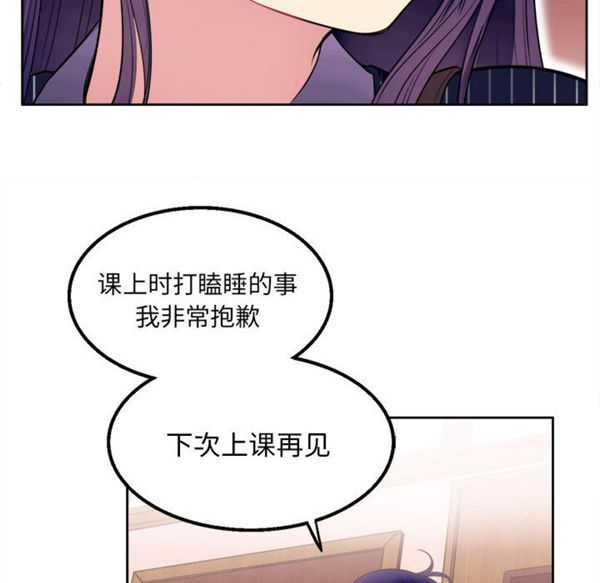 课上时打瞌睡的事
我非常抱歉
下次上课再见